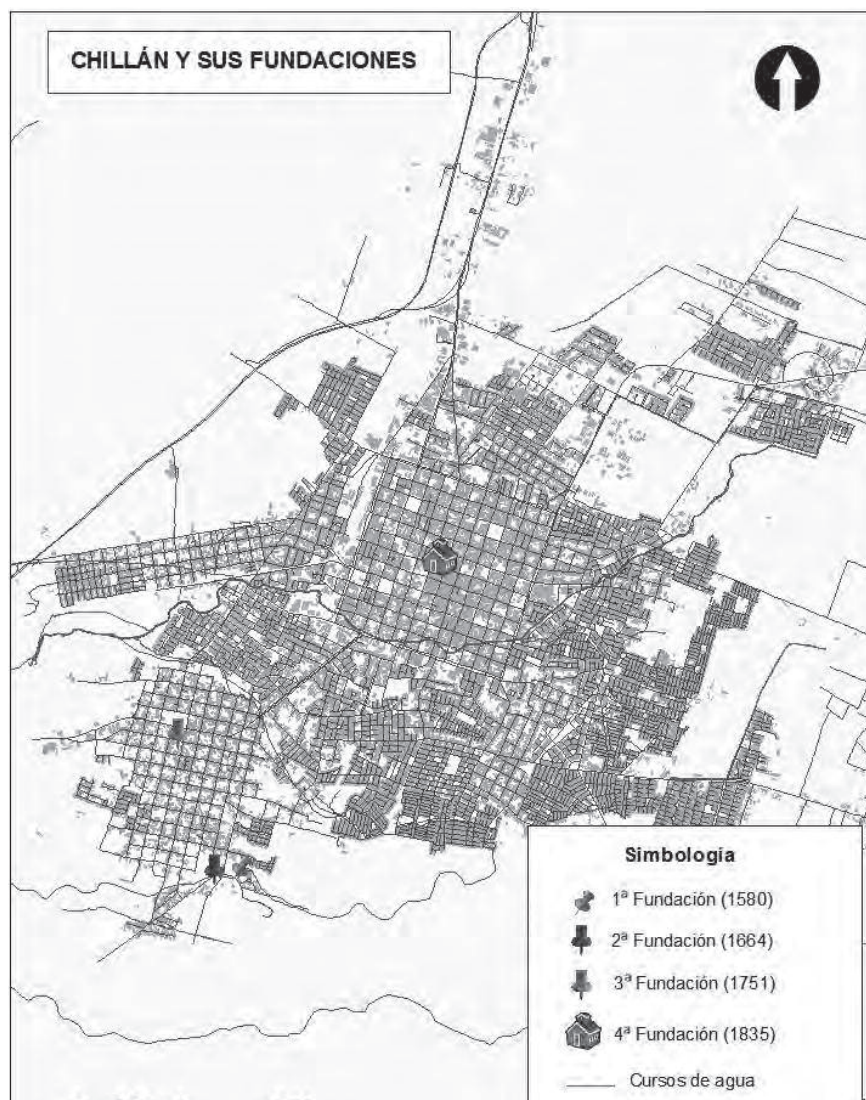 CHILLÁN Y SUS FUNDACIONES
Simbología
1ª Fundación (1580)
2ª Fundación (1664)
3ª Fundación (1751)
4ª Fundación (1835)
Cursos de agua